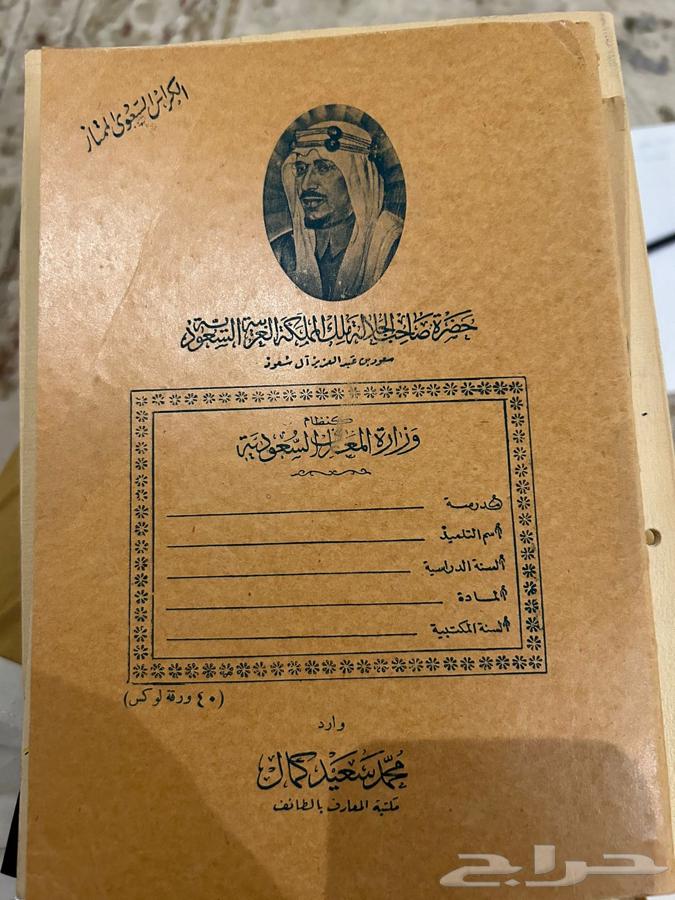 الكراس السعودي الممتاز
حضرة صاحب الجلالة ملك المملكة العربية السعودية
سعود بن عبد العزيز آل سعود
كنظام
وزارة المعارف السعودية
مدرسة
اسم التلميذ
السنة الدراسية
المادة
السنة المكتبية
(٤٠ ورقة لوكس)
وارد
محمد سعيد كمال
مكتبة المعارف بالطائف
حراج